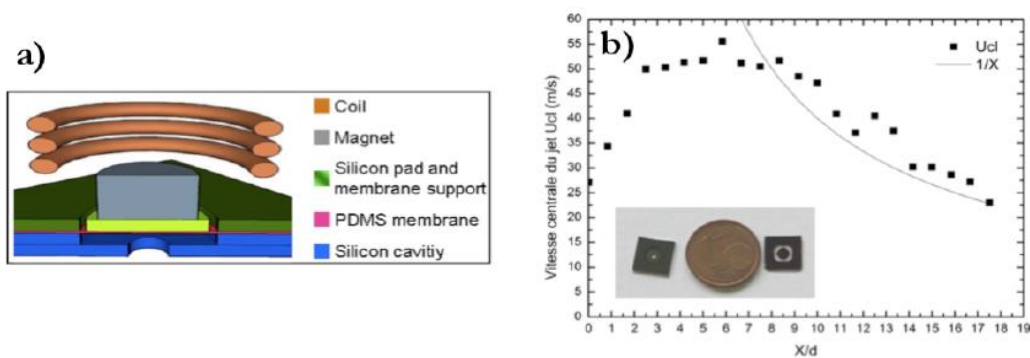 a)
Coil
Magnet
Silicon pad and
membrane support
PDMS membrane
Silicon cavitiy
b)
Ucl
1/X
Vitesse centrale du jet Ucl (m/s)
60
55
50
45
40
35
30
25
20
15
10
5
0
0 1 2 3 4 5 6 7 8 9 10 11 12 13 14 15 16 17 18 19
X/d